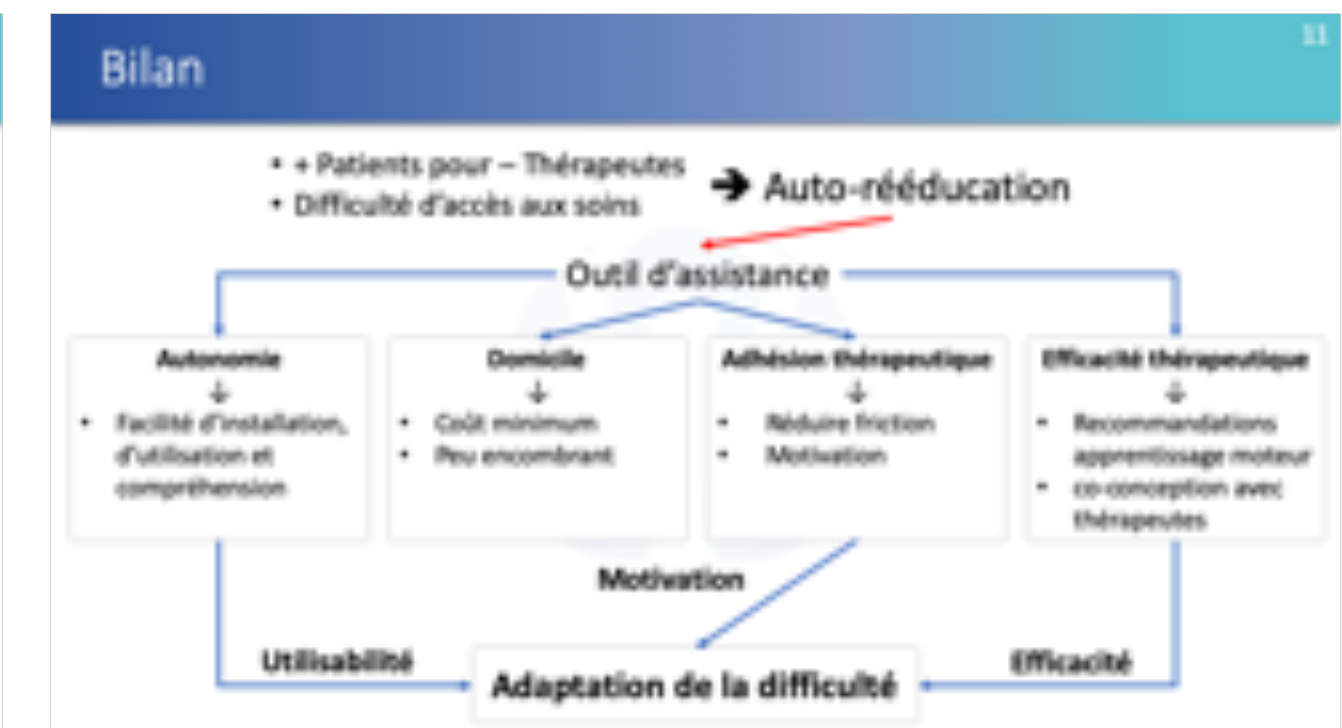 11
Bilan
• + Patients pour – Thérapeutes
• Difficulté d'accès aux soins
➔ Auto-rééducation
Outil d'assistance
Autonomie
↓
• Facilité d'installation,
d'utilisation et
compréhension
Domicile
↓
• Coût minimum
• Peu encombrant
Adhésion thérapeutique
↓
• Réduire friction
• Motivation
Efficacité thérapeutique
↓
• Recommandations
apprentissage moteur
• co-conception avec
thérapeutes
Motivation
Utilisabilité
Efficacité
Adaptation de la difficulté